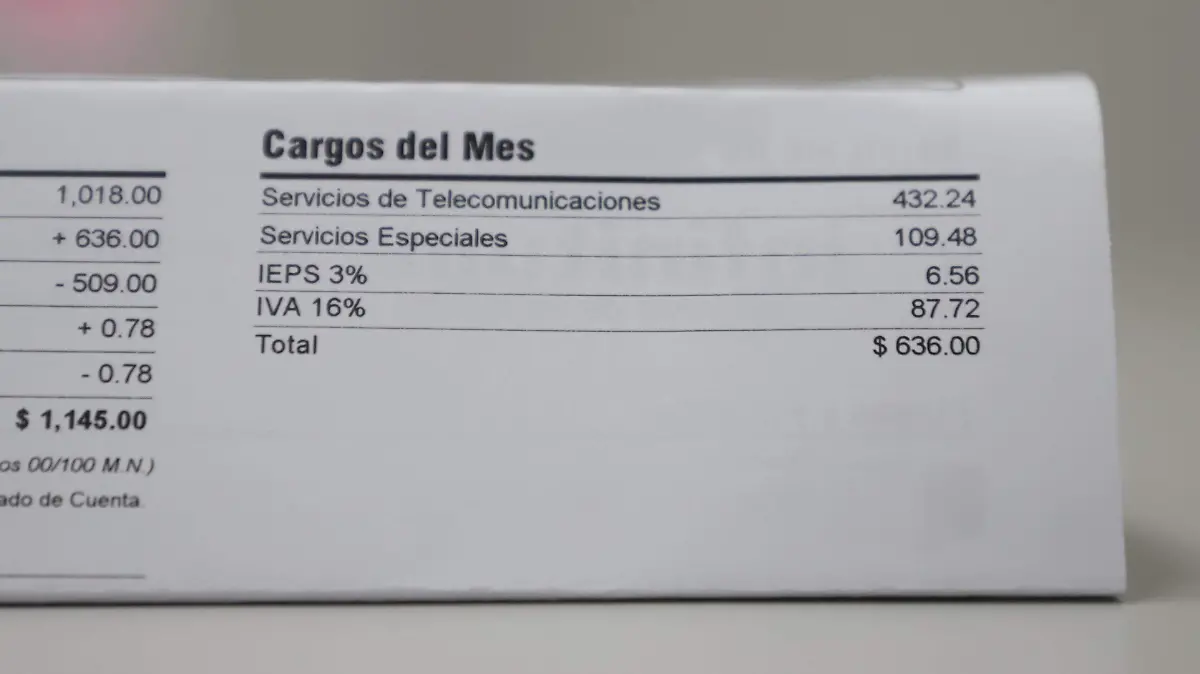 1,018.00
+ 636.00
- 509.00
+ 0.78
- 0.78
$ 1,145.00
00/100 M.N.)
de Cuenta.
Cargos del Mes
Servicios de Telecomunicaciones 432.24
Servicios Especiales 109.48
IEPS 3% 6.56
IVA 16% 87.72
Total $ 636.00